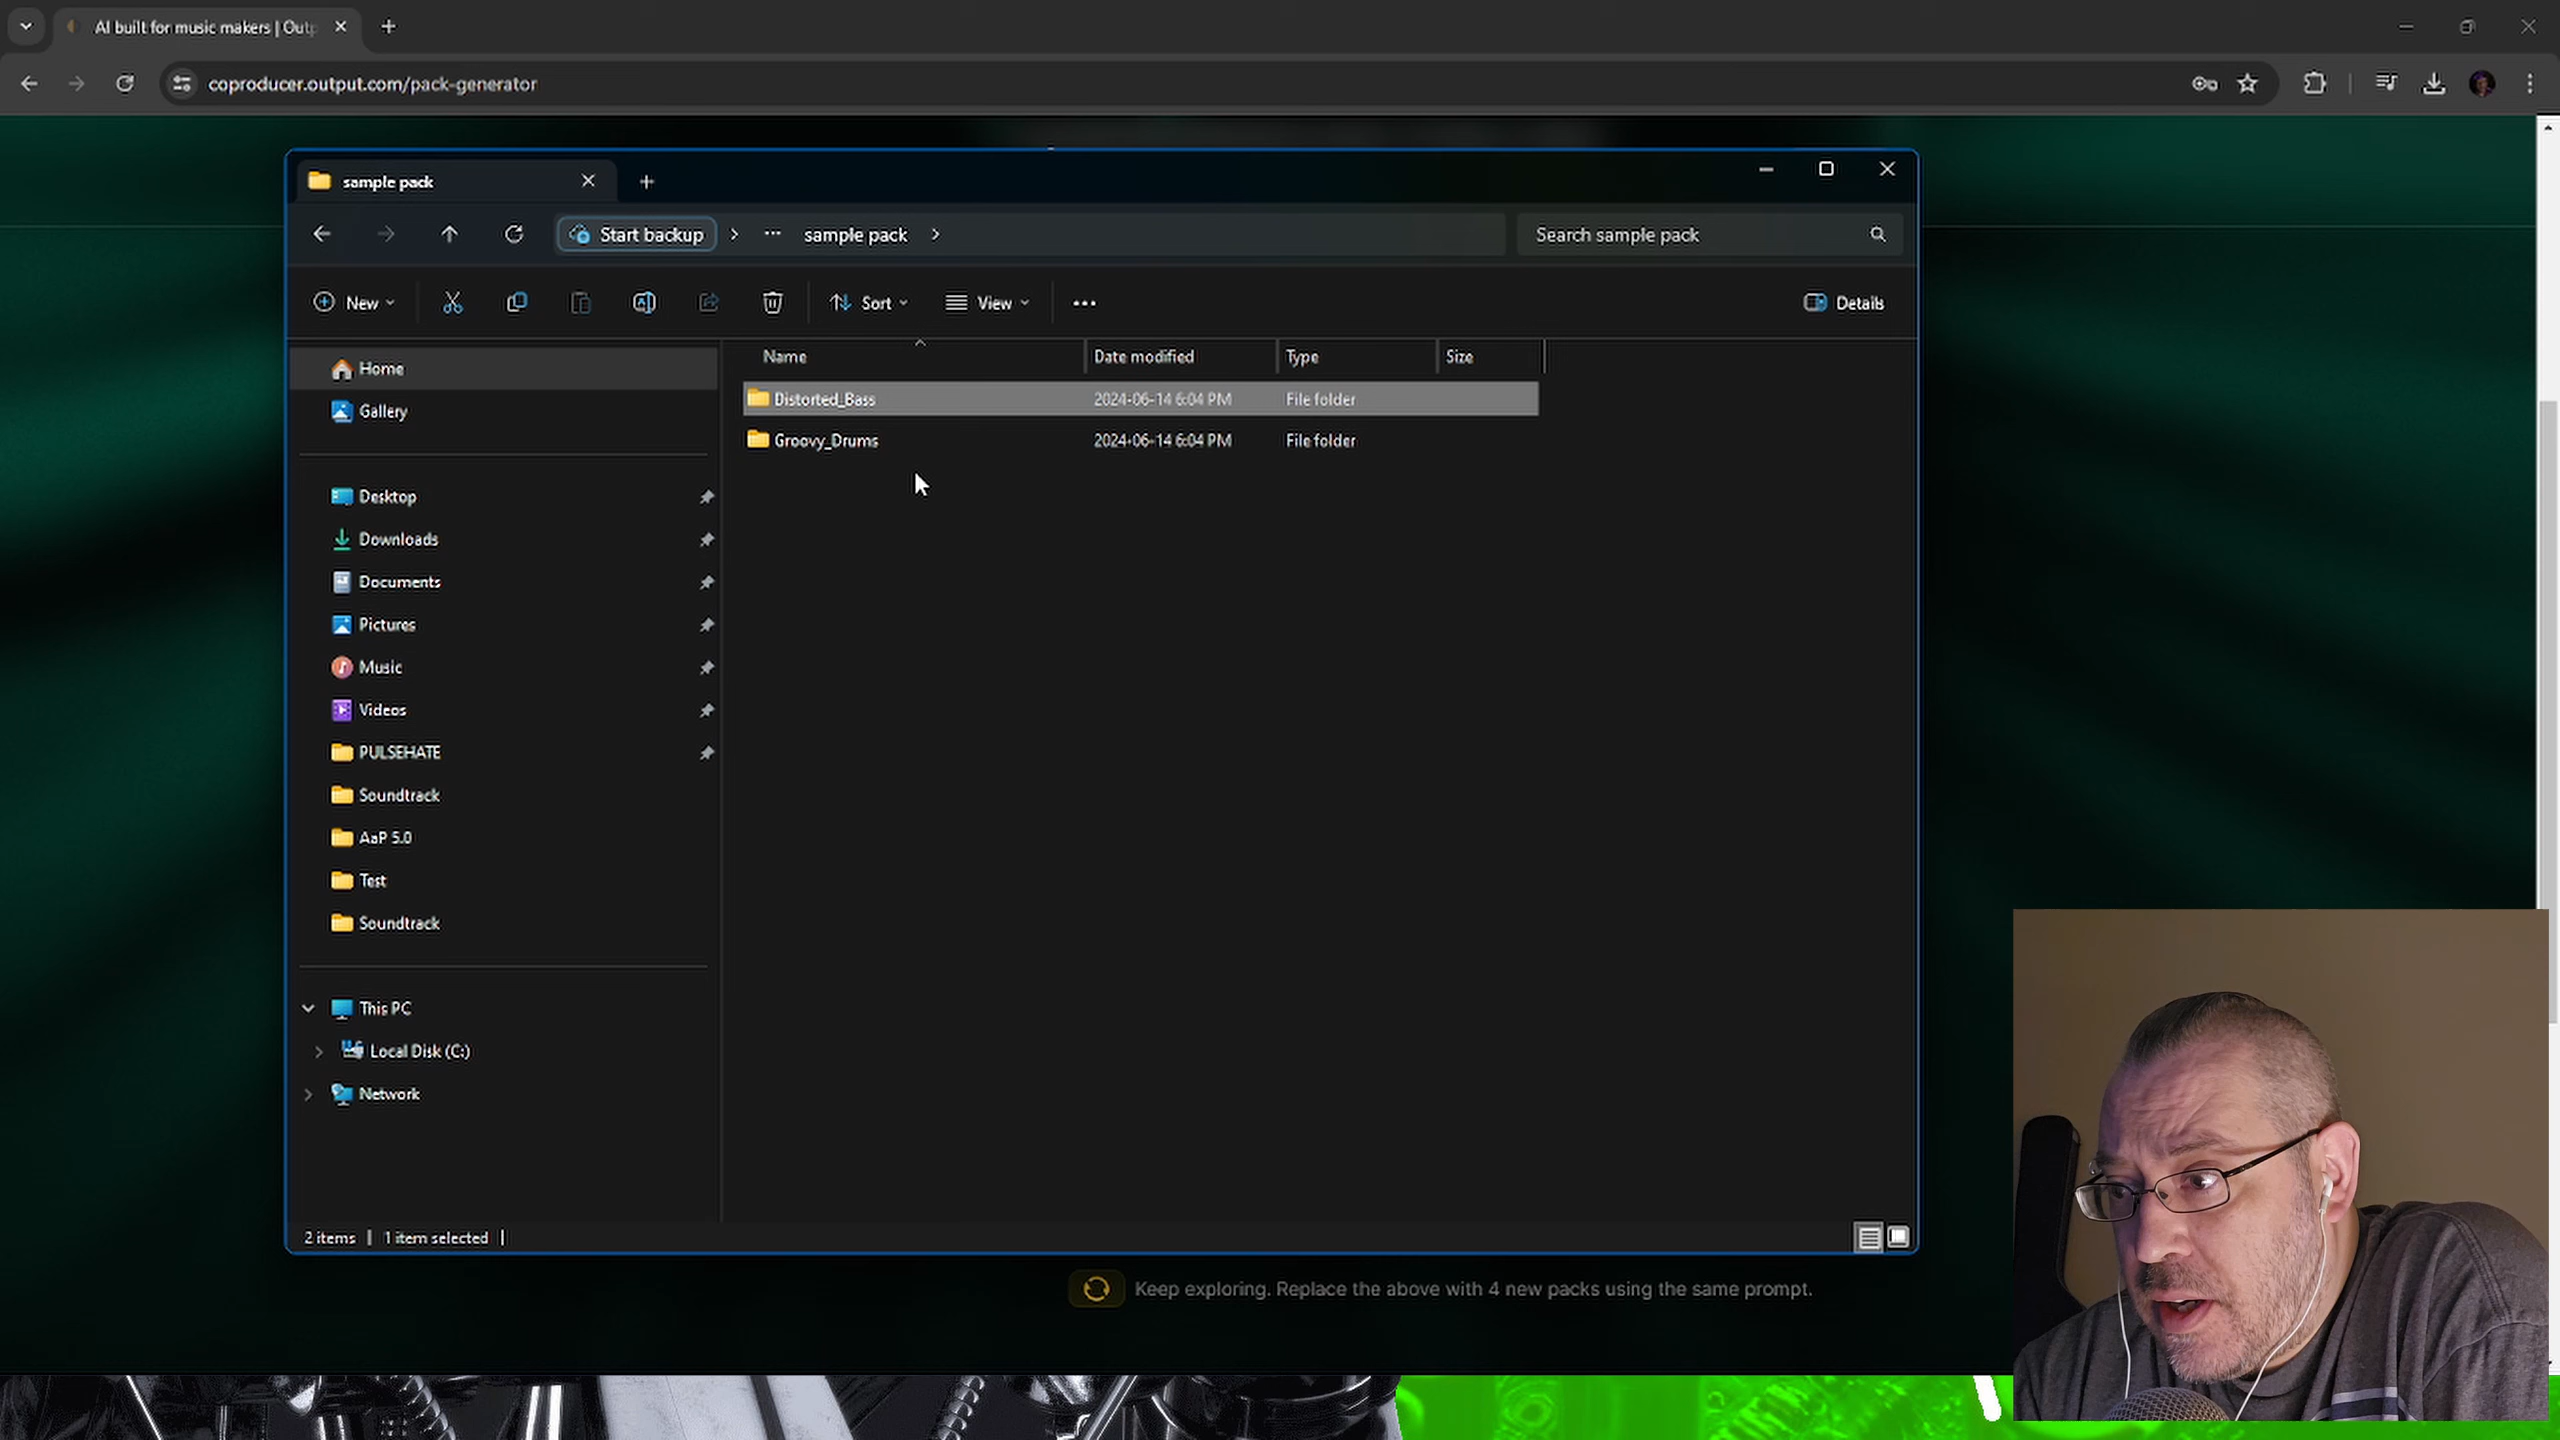 AI built for music makers | Outp
coproducer.output.com/pack-generator
sample pack
Start backup
sample pack
Search sample pack
New
Sort
View
Details
Name
Date modified
Type
Size
Distorted_Bass
2024-06-14 6:04 PM
File folder
Groovy_Drums
2024-06-14 6:04 PM
File folder
Home
Gallery
Desktop
Downloads
Documents
Pictures
Music
Videos
PULSEHATE
Soundtrack
AaP 5.0
Test
Soundtrack
This PC
Local Disk (C:)
Network
2 items
1 item selected
Keep exploring. Replace the above with 4 new packs using the same prompt.